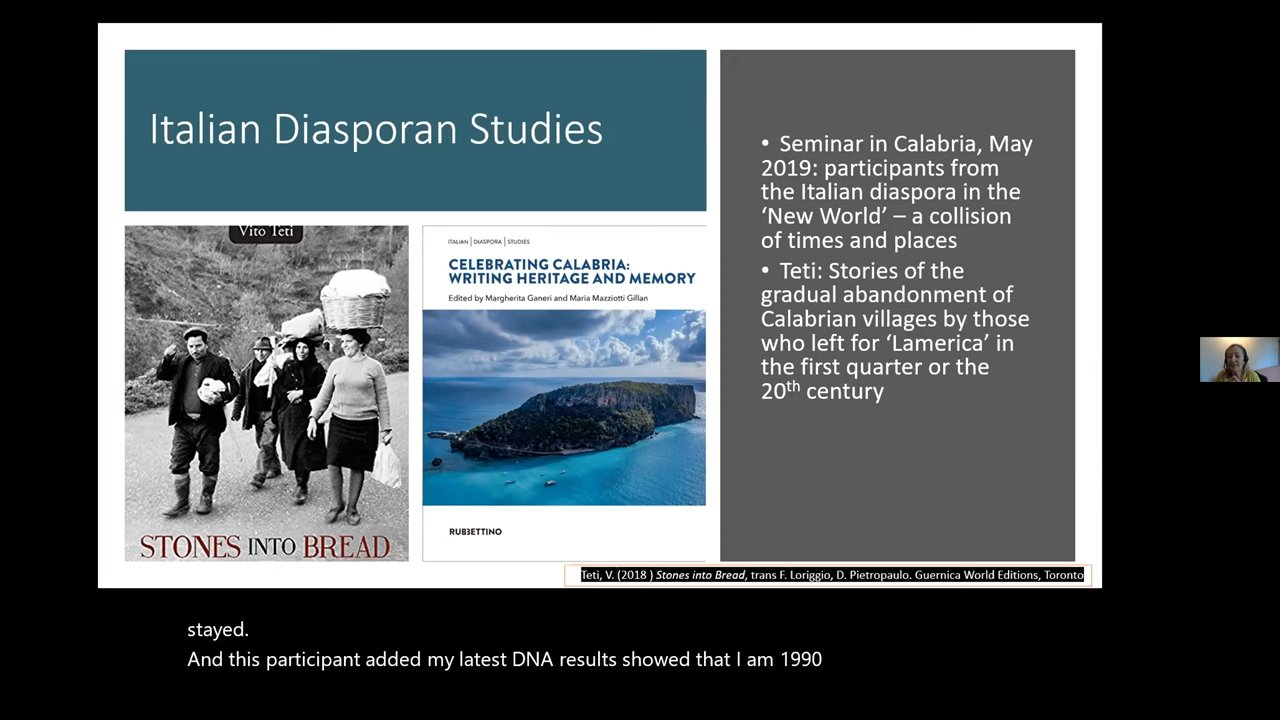 Italian Diasporan Studies
Vito Teti
STONES INTO BREAD
ITALIAN | DIASPORA | STUDIES
CELEBRATING CALABRIA:
WRITING HERITAGE AND MEMORY
Edited by Margherita Ganeri and Maria Mazziotti Gillan
RUBBETTINO
• Seminar in Calabria, May
2019: participants from
the Italian diaspora in the
‘New World’ – a collision
of times and places
• Teti: Stories of the
gradual abandonment of
Calabrian villages by those
who left for ‘Lamerica’ in
the first quarter or the
20th century
Teti, V. (2018 ) Stones into Bread, trans F. Loriggio, D. Pietropaulo. Guernica World Editions, Toronto
stayed.
And this participant added my latest DNA results showed that I am 1990